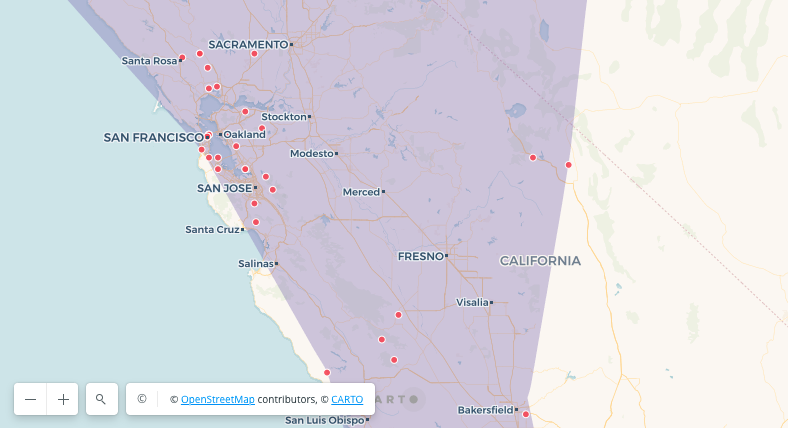 SACRAMENTO
Santa Rosa
Stockton
SAN FRANCISCO
Oakland
Modesto
SAN JOSE
Merced
Santa Cruz
FRESNO
CALIFORNIA
Salinas
Visalia
© © OpenStreetMap contributors, © CARTO
ARTO
Bakersfield
San Luis Obispo